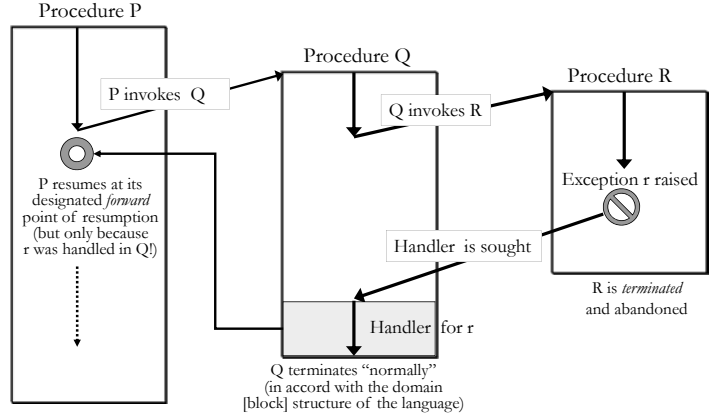 Procedure P
P invokes Q
P resumes at its
designated forward
point of resumption
(but only because
r was handled in Q!)
Procedure Q
Q invokes R
Handler is sought
Handler for r
Q terminates “normally”
(in accord with the domain
[block] structure of the language)
Procedure R
Exception r raised
R is terminated
and abandoned